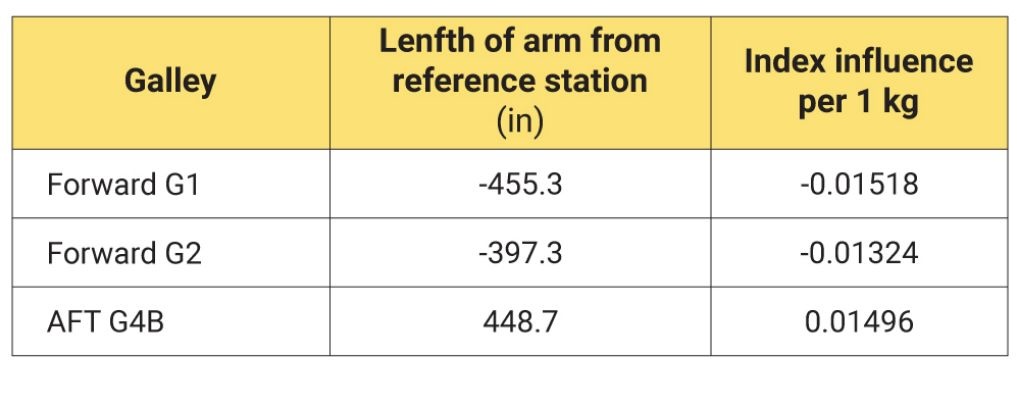 Galley
Lenfth of arm from
reference station
(in)
Index influence
per 1 kg
Forward G1
-455.3
-0.01518
Forward G2
-397.3
-0.01324
AFT G4B
448.7
0.01496